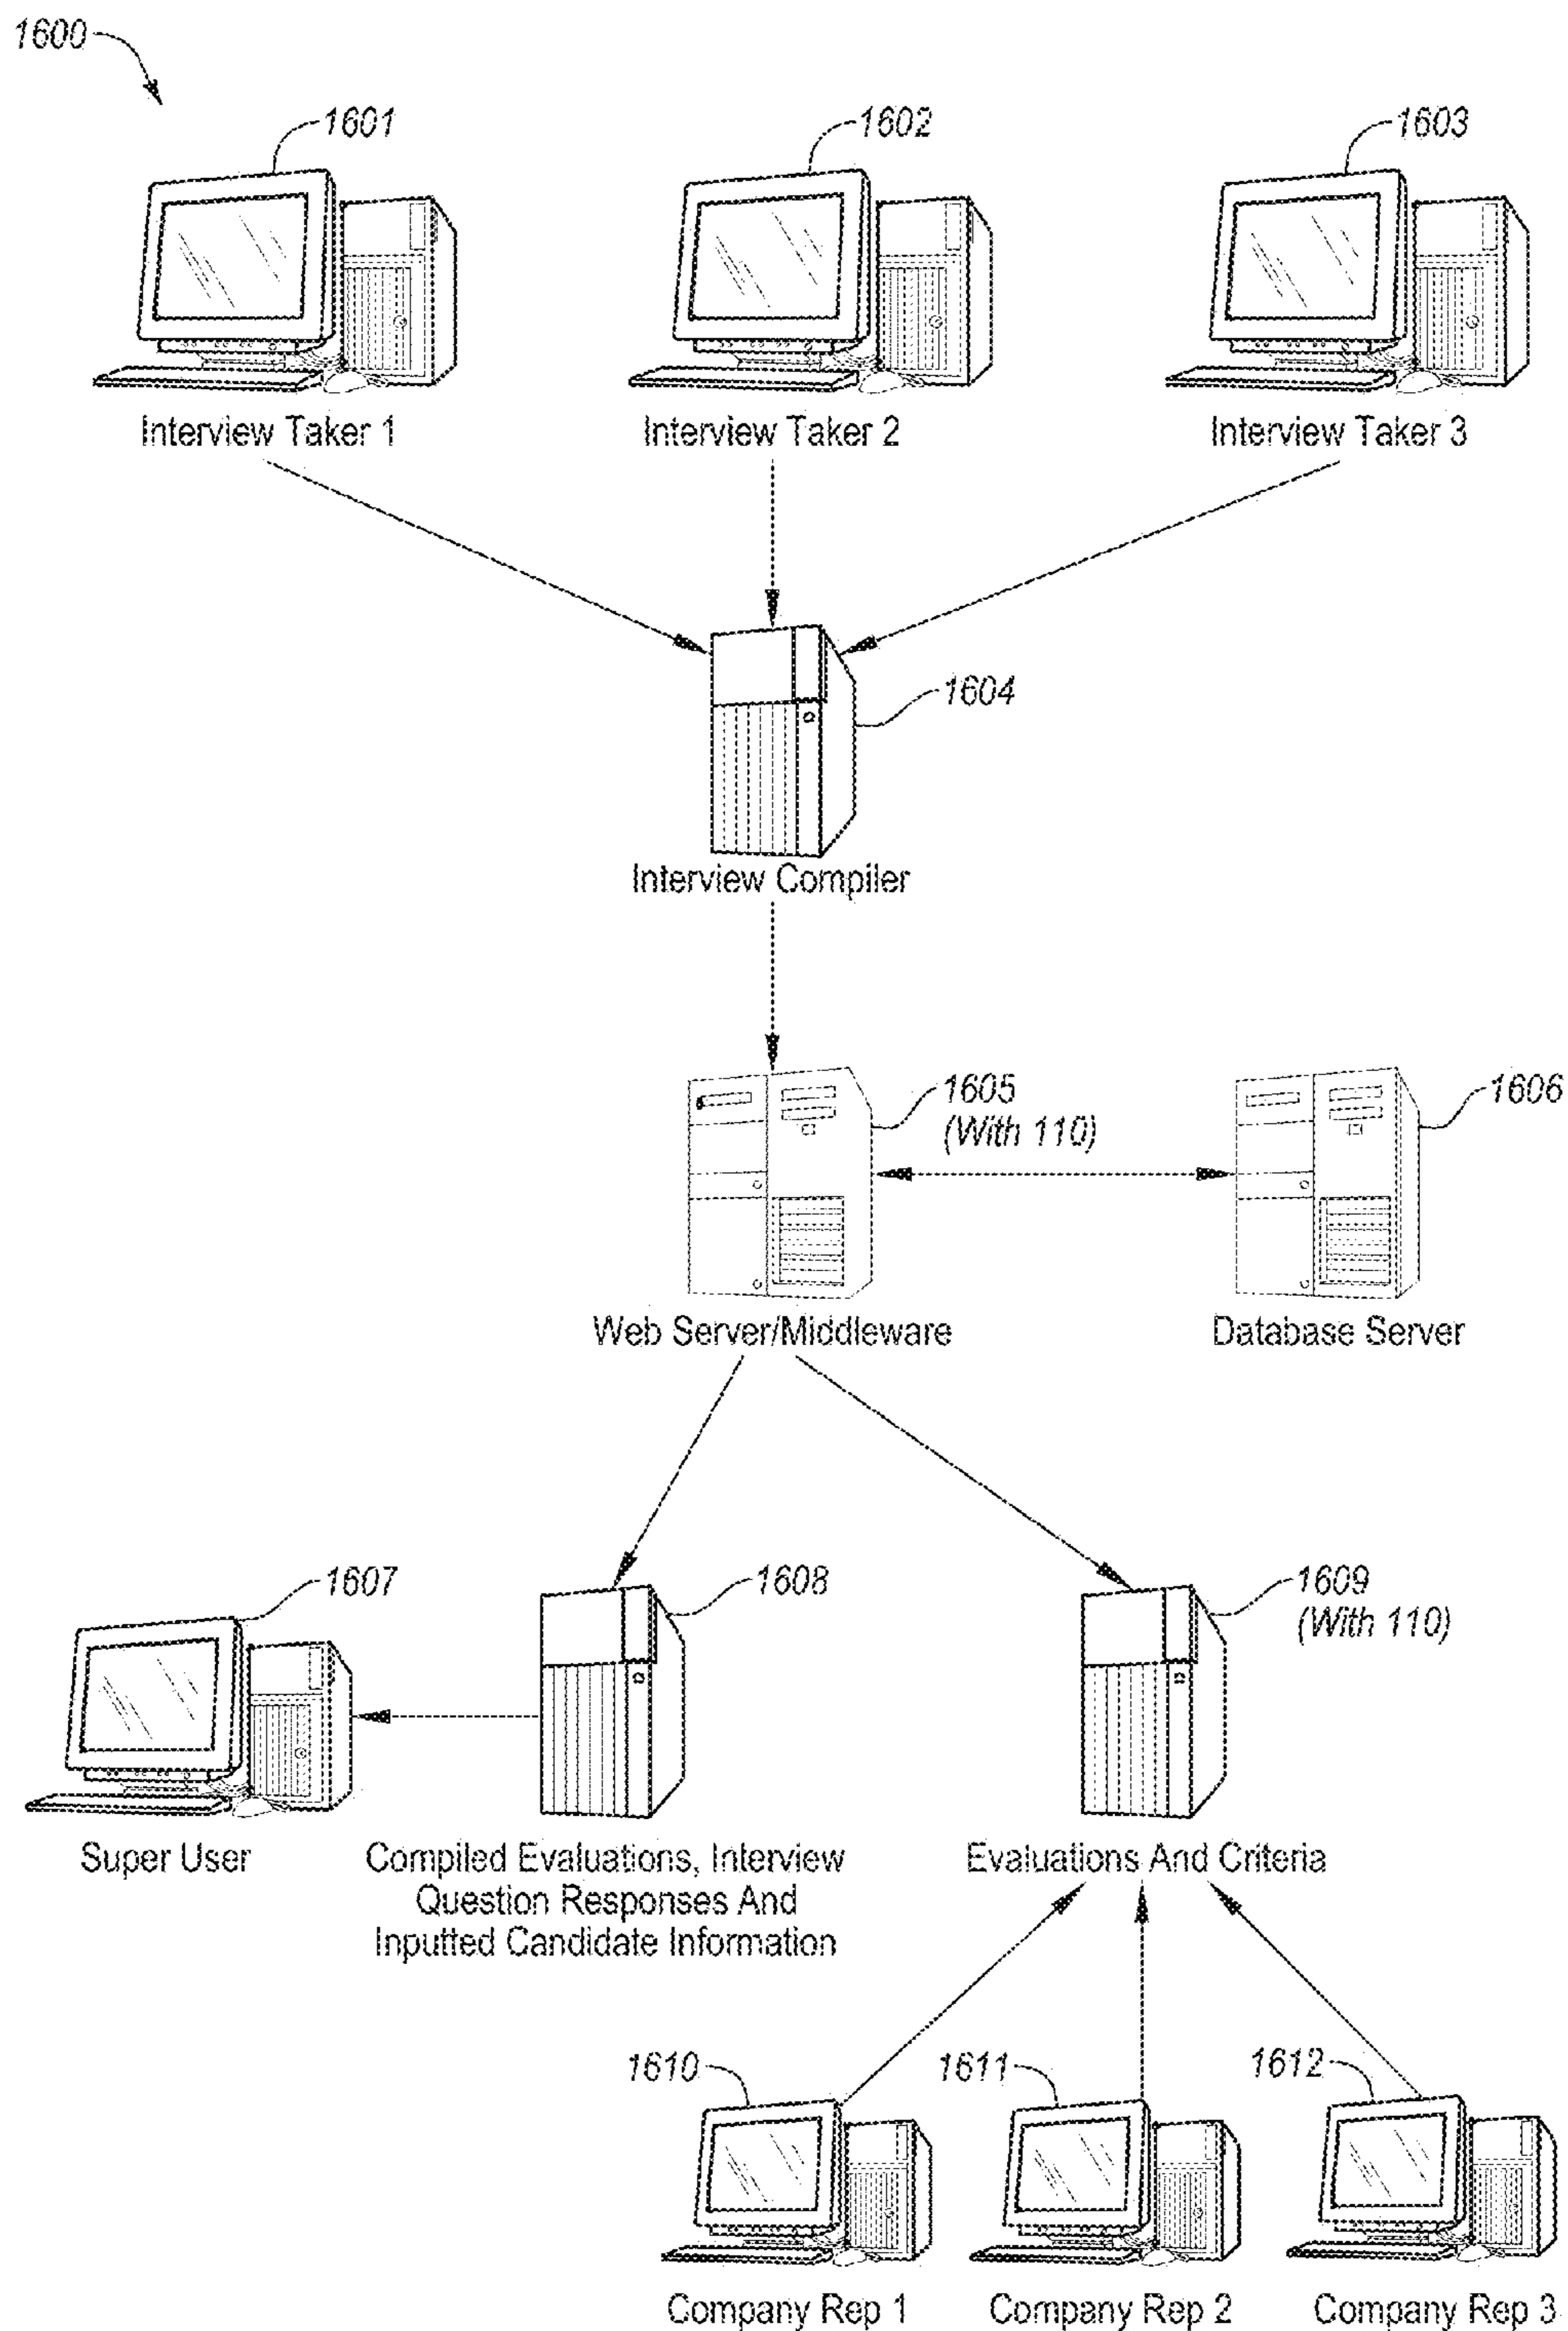 1600
1601
1602
1603
Interview Taker 1
Interview Taker 2
Interview Taker 3
1604
Interview Compiler
1605
(With 110)
1606
Web Server/Middleware
Database Server
1607
1608
1609
(With 110)
Super User
Compiled Evaluations, Interview
Question Responses And
Inputted Candidate Information
Evaluations And Criteria
1610
1611
1612
Company Rep 1
Company Rep 2
Company Rep 3